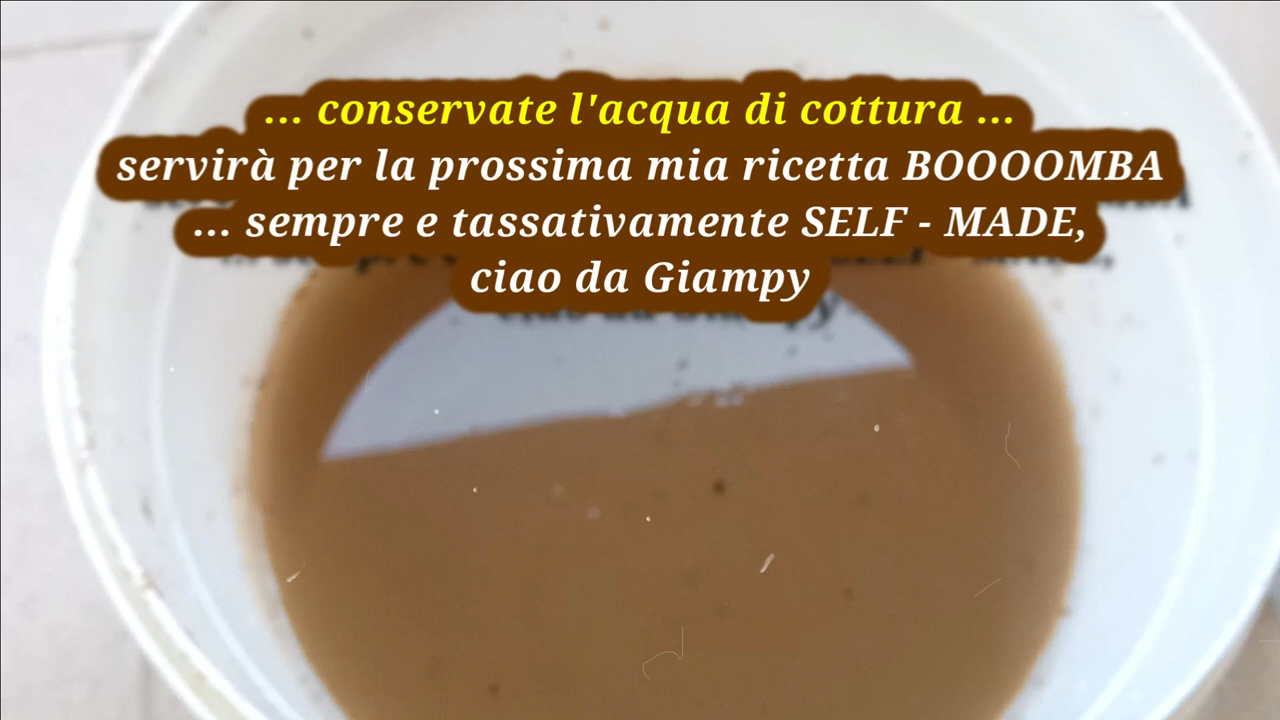 ... conservate l'acqua di cottura ...
servirà per la prossima mia ricetta BOOOOMBA
... sempre e tassativamente SELF - MADE,
ciao da Giampy